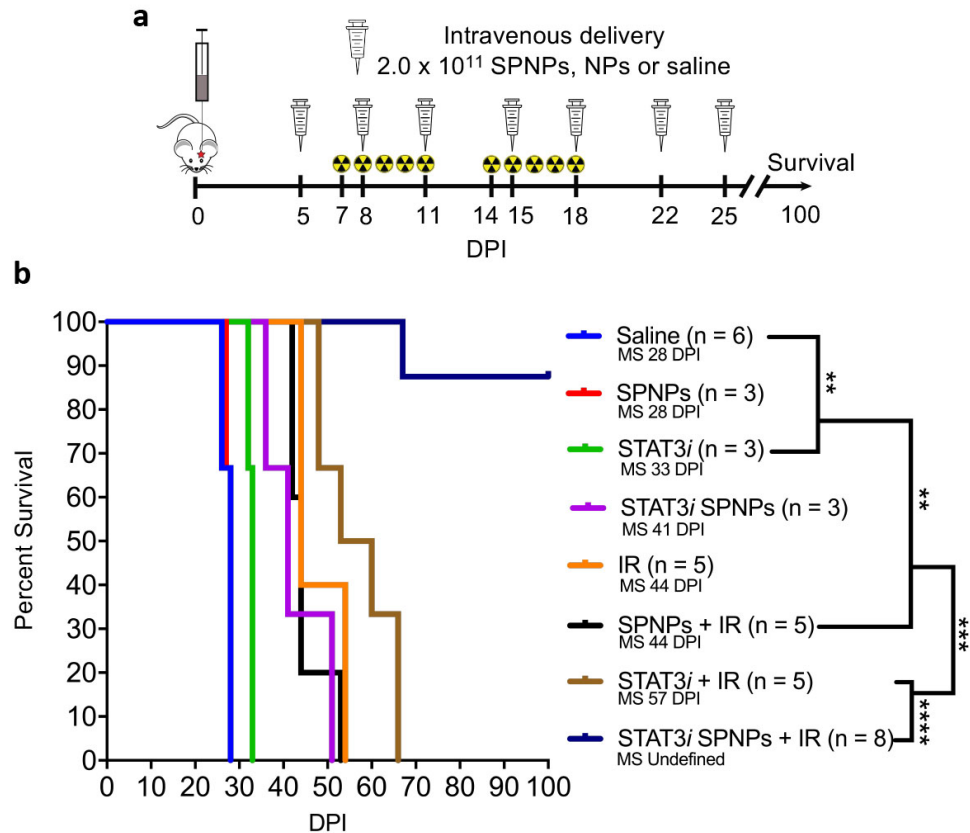 a
Intravenous delivery
2.0 x 10¹¹ SPNPs, NPs or saline
Survival
0 5 7 8 11 14 15 18 22 25 100
DPI
b
Percent Survival
100
90
80
70
60
50
40
30
20
10
0
0 10 20 30 40 50 60 70 80 90 100
DPI
Saline (n = 6)
MS 28 DPI
SPNPs (n = 3)
MS 28 DPI
STAT3i (n = 3)
MS 33 DPI
STAT3i SPNPs (n = 3)
MS 41 DPI
IR (n = 5)
MS 44 DPI
SPNPs + IR (n = 5)
MS 44 DPI
STAT3i + IR (n = 5)
MS 57 DPI
STAT3i SPNPs + IR (n = 8)
MS Undefined
**
**
***
****